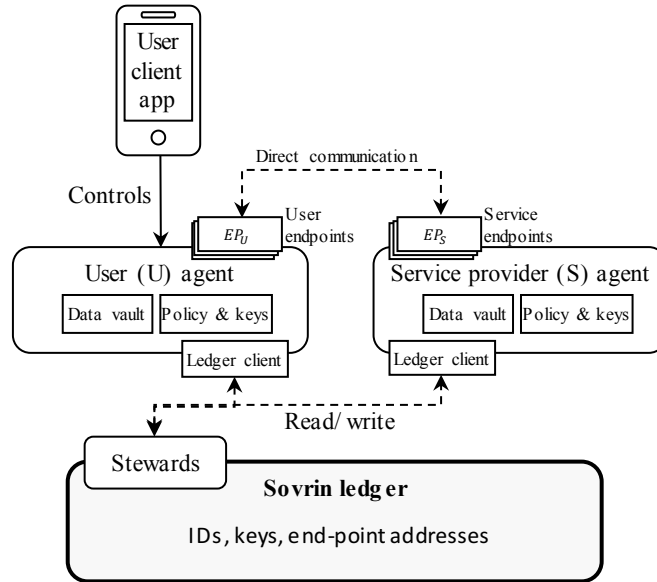 User
client
app
Direct communication
Controls
User
endpoints
Service
endpoints
EP_U
EP_S
User (U) agent
Service provider (S) agent
Data vault
Policy & keys
Data vault
Policy & keys
Ledger client
Ledger client
Read/ write
Stewards
Sovrin ledger
IDs, keys, end-point addresses